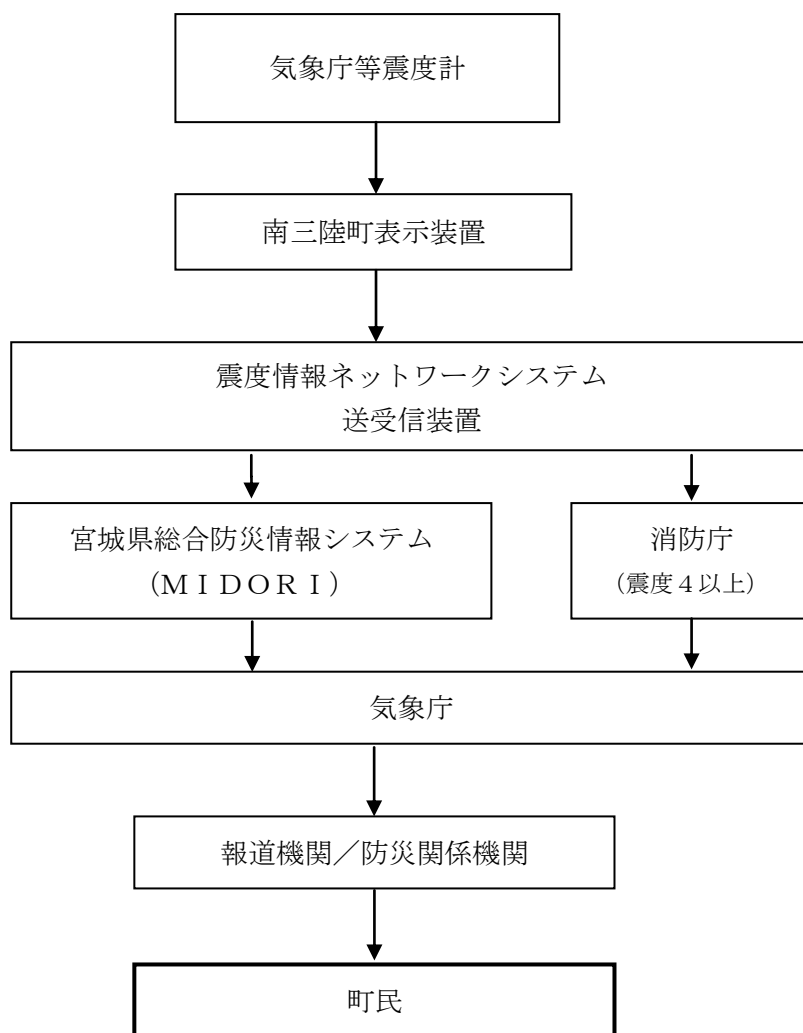 気象庁等震度計
南三陸町表示装置
震度情報ネットワークシステム
送受信装置
宮城県総合防災情報システム
（ＭＩＤＯＲＩ）
消防庁
（震度４以上）
気象庁
報道機関／防災関係機関
町民